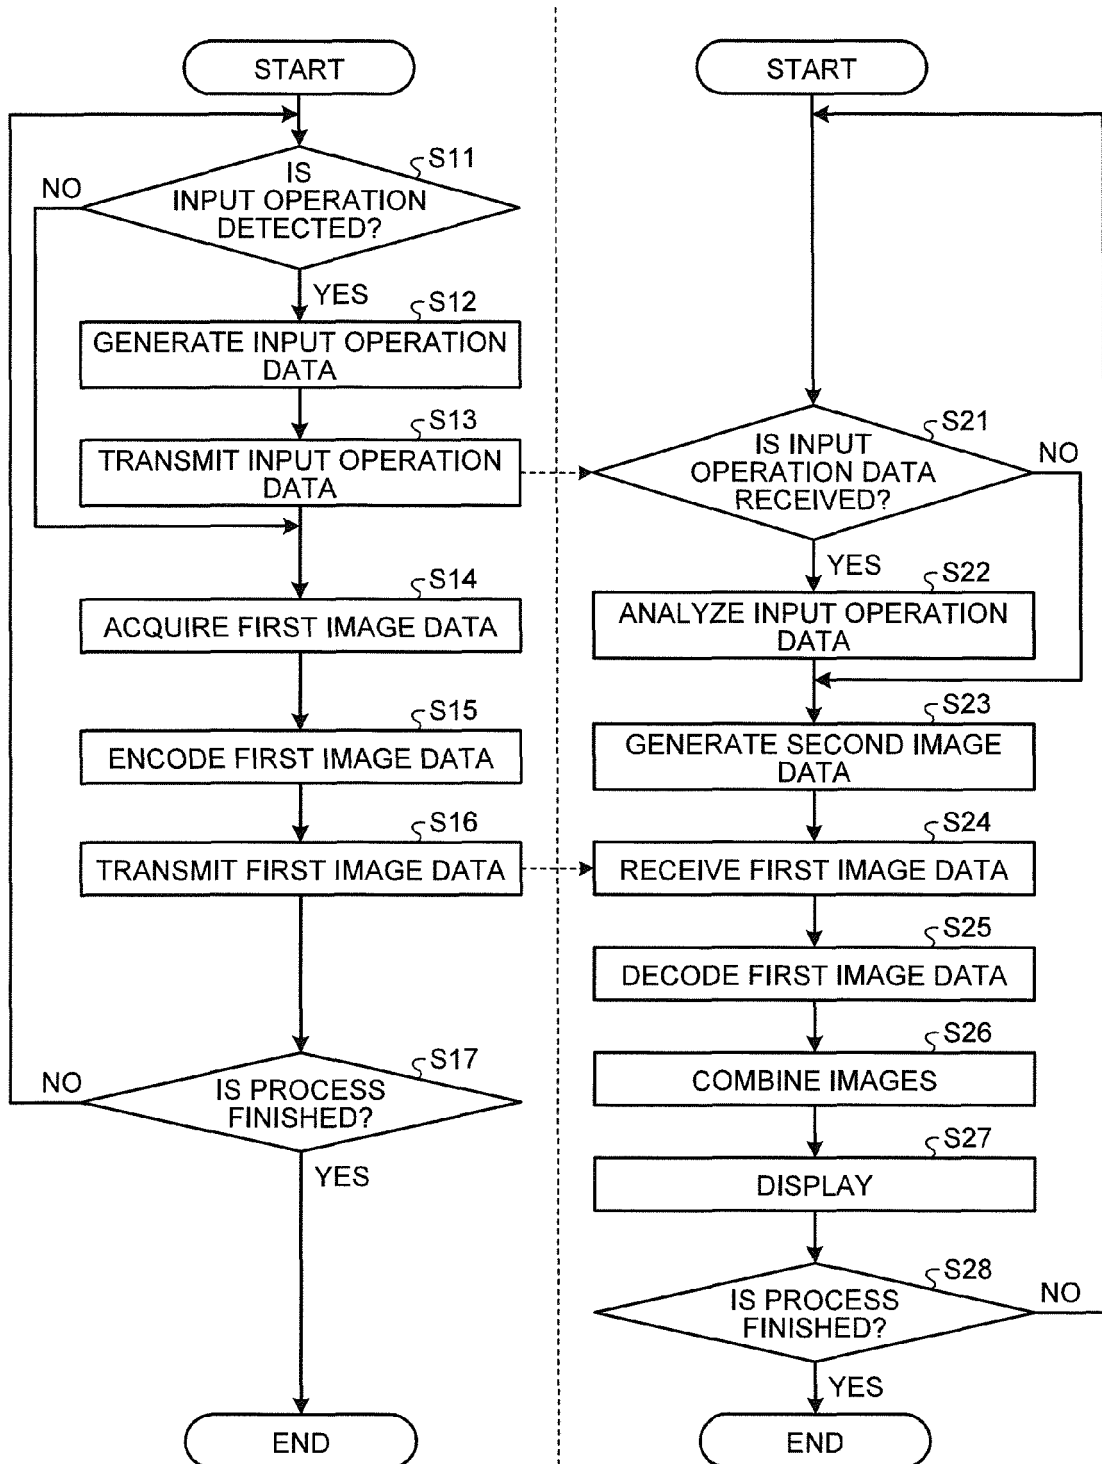 START
S11
IS
INPUT OPERATION
DETECTED?
NO
YES
S12
GENERATE INPUT OPERATION
DATA
S13
TRANSMIT INPUT OPERATION
DATA
S14
ACQUIRE FIRST IMAGE DATA
S15
ENCODE FIRST IMAGE DATA
S16
TRANSMIT FIRST IMAGE DATA
S17
IS PROCESS
FINISHED?
NO
YES
END
START
S21
IS INPUT
OPERATION DATA
RECEIVED?
NO
YES
S22
ANALYZE INPUT OPERATION
DATA
S23
GENERATE SECOND IMAGE
DATA
S24
RECEIVE FIRST IMAGE DATA
S25
DECODE FIRST IMAGE DATA
S26
COMBINE IMAGES
S27
DISPLAY
S28
IS PROCESS
FINISHED?
NO
YES
END